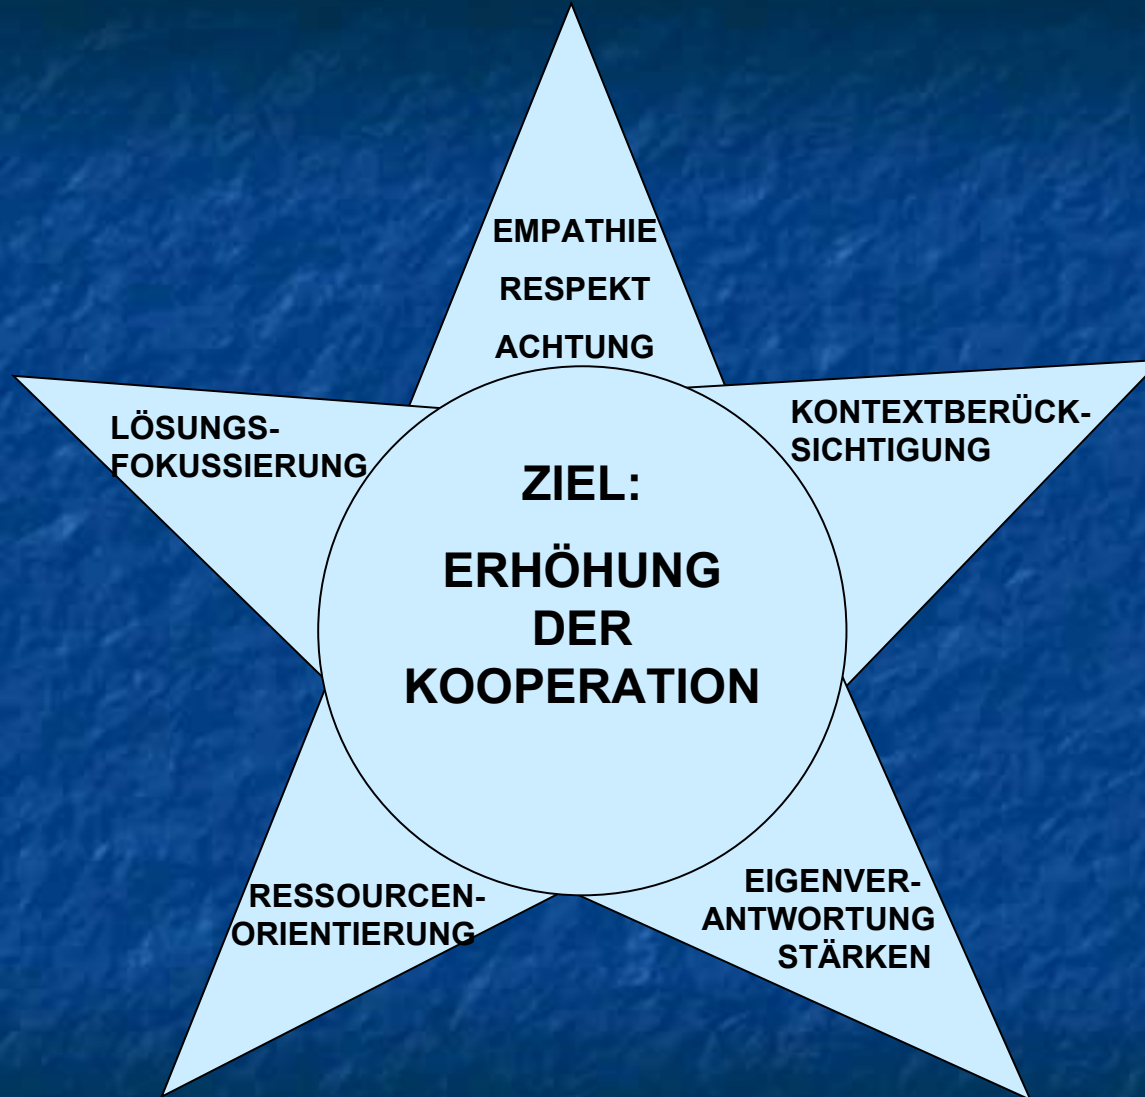 EMPATHIE
RESPEKT
ACHTUNG
LÖSUNGS-
FOKUSSIERUNG
KONTEXTBERÜCK-
SICHTIGUNG
ZIEL:
ERHÖHUNG
DER
KOOPERATION
RESSOURCEN-
ORIENTIERUNG
EIGENVER-
ANTWORTUNG
STÄRKEN